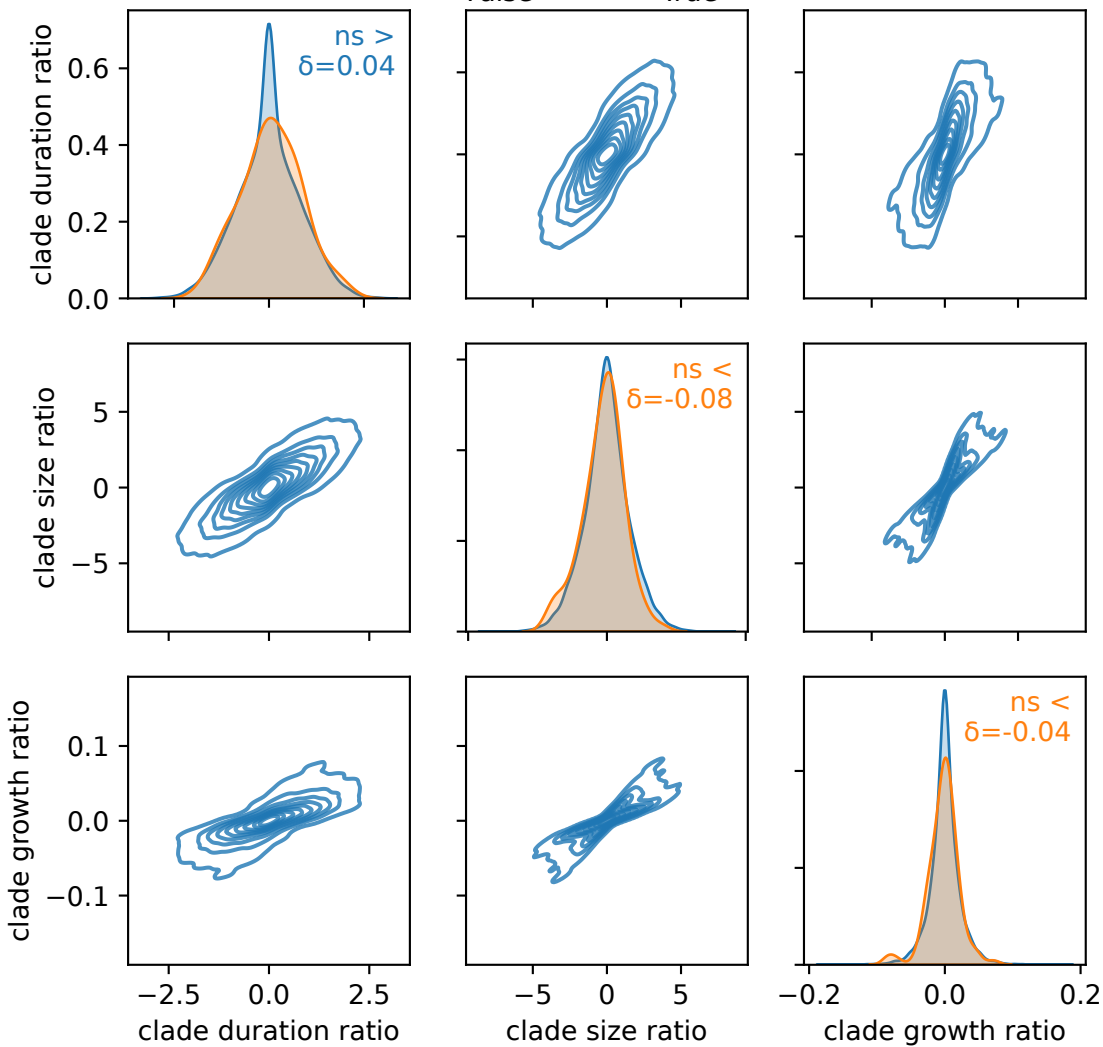 clade duration ratio
0.6
0.4
0.2
0.0
ns >
δ=0.04
clade size ratio
5
0
−5
ns <
δ=-0.08
clade growth ratio
0.1
0.0
−0.1
ns <
δ=-0.04
−2.5
0.0
2.5
clade duration ratio
−5
0
5
clade size ratio
−0.2
0.0
0.2
clade growth ratio